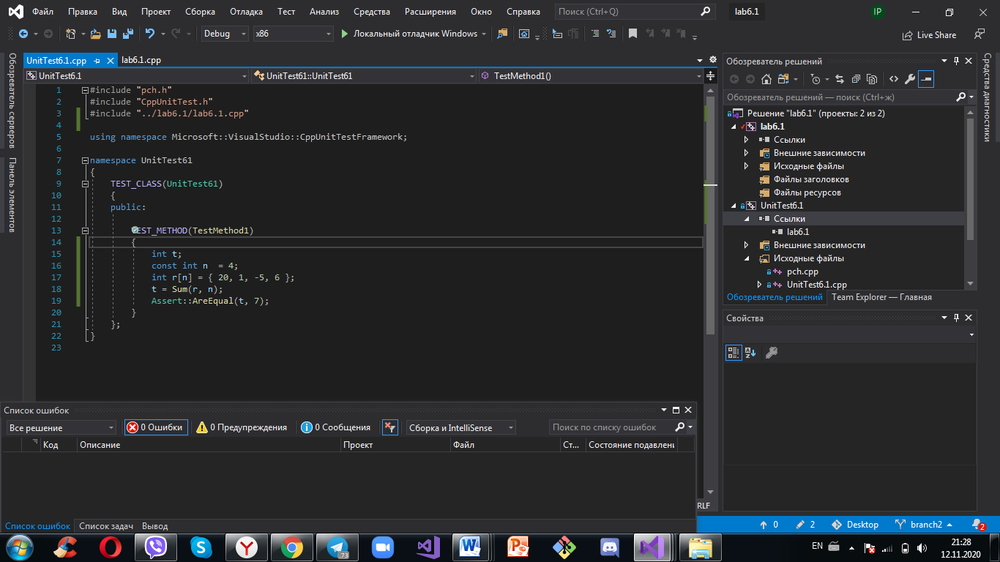 Файл Правка Вид Проект Сборка Отладка Тест Анализ Средства Расширения Окно Справка Поиск (Ctrl+Q) lab6.1 IP
Debug x86 Локальный отладчик Windows Live Share
Обозреватель серверов
Панель элементов
UnitTest6.1.cpp lab6.1.cpp
UnitTest6.1 UnitTest61::UnitTest61 TestMethod1()
1 #include "pch.h"
2 #include "CppUnitTest.h"
3 #include "../lab6.1/lab6.1.cpp"
4
5 using namespace Microsoft::VisualStudio::CppUnitTestFramework;
6
7 namespace UnitTest61
8 {
9 TEST_CLASS(UnitTest61)
10 {
11 public:
12
13 TEST_METHOD(TestMethod1)
14 {
15 int t;
16 const int n  = 4;
17 int r[n] = { 20, 1, -5, 6 };
18 t = Sum(r, n);
19 Assert::AreEqual(t, 7);
20 }
21 };
22 }
23
Обозреватель решений
Обозреватель решений — поиск (Ctrl+ж)
Решение "lab6.1" (проекты: 2 из 2)
lab6.1
Ссылки
Внешние зависимости
Исходные файлы
Файлы заголовков
Файлы ресурсов
UnitTest6.1
Ссылки
lab6.1
Внешние зависимости
Исходные файлы
pch.cpp
UnitTest6.1.cpp
Обозреватель решений Team Explorer — Главная
Свойства
Средства диагностики
Список ошибок
Все решение 0 Ошибки 0 Предупреждения 0 Сообщения Сборка и IntelliSense Поиск по списку ошибок
Код Описание Проект Файл Ст... Состояние подавлени
RLF
Список ошибок Список задач Вывод
0 2 Desktop branch2 2
.73
EN 21:28
12.11.2020